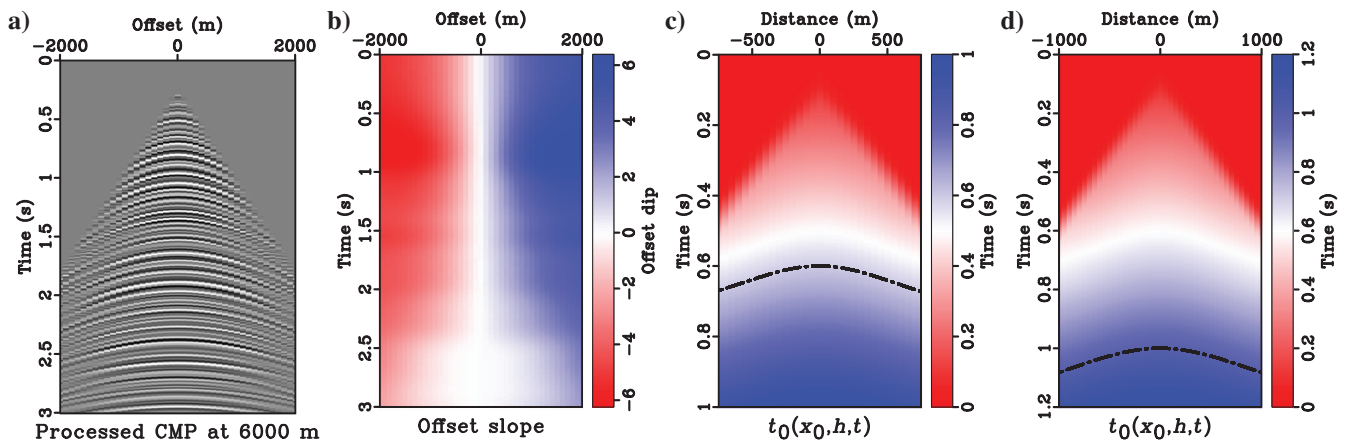 a)
Offset (m)
−2000 0 2000
Time (s)
0
0.5
1
1.5
2
2.5
3
Processed CMP at 6000 m
b)
Offset (m)
−2000 0 2000
Time (s)
0
0.5
1
1.5
2
2.5
3
Offset slope
6
4
2
0
−2
−4
−6
Offset dip
c)
Distance (m)
−500 0 500
Time (s)
0
0.2
0.4
0.6
0.8
1
t0(x0,h,t)
1
0.8
0.6
0.4
0.2
0
Time (s)
d)
Distance (m)
−1000 0 1000
Time (s)
0
0.2
0.4
0.6
0.8
1
1.2
t0(x0,h,t)
1.2
1
0.8
0.6
0.4
0.2
0
Time (s)